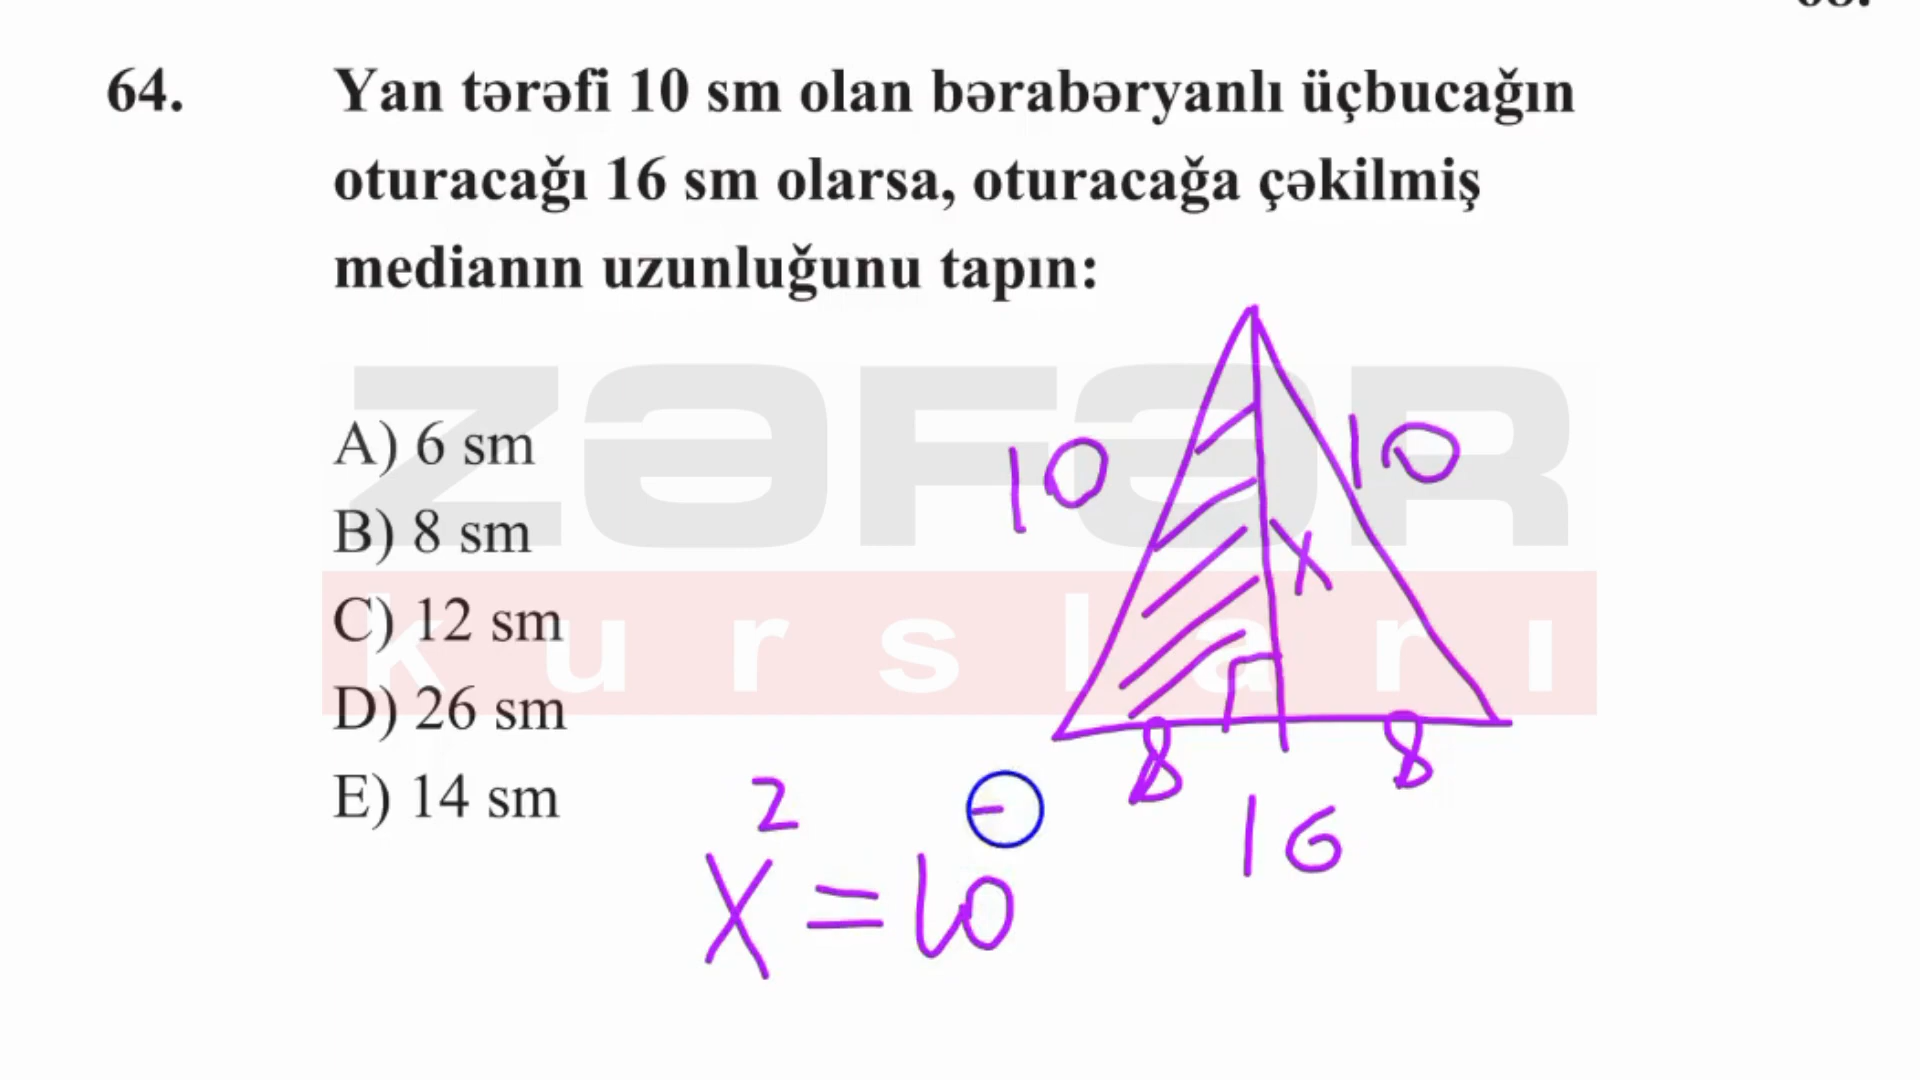 64. Yan tərəfi 10 sm olan bərabəryanlı üçbucağın
oturacağı 16 sm olarsa, oturacağa çəkilmiş
medianın uzunluğunu tapın:
A) 6 sm
B) 8 sm
C) 12 sm
D) 26 sm
E) 14 sm
ZƏFƏR
kursları
10
10
x
8
8
16
x² = 10